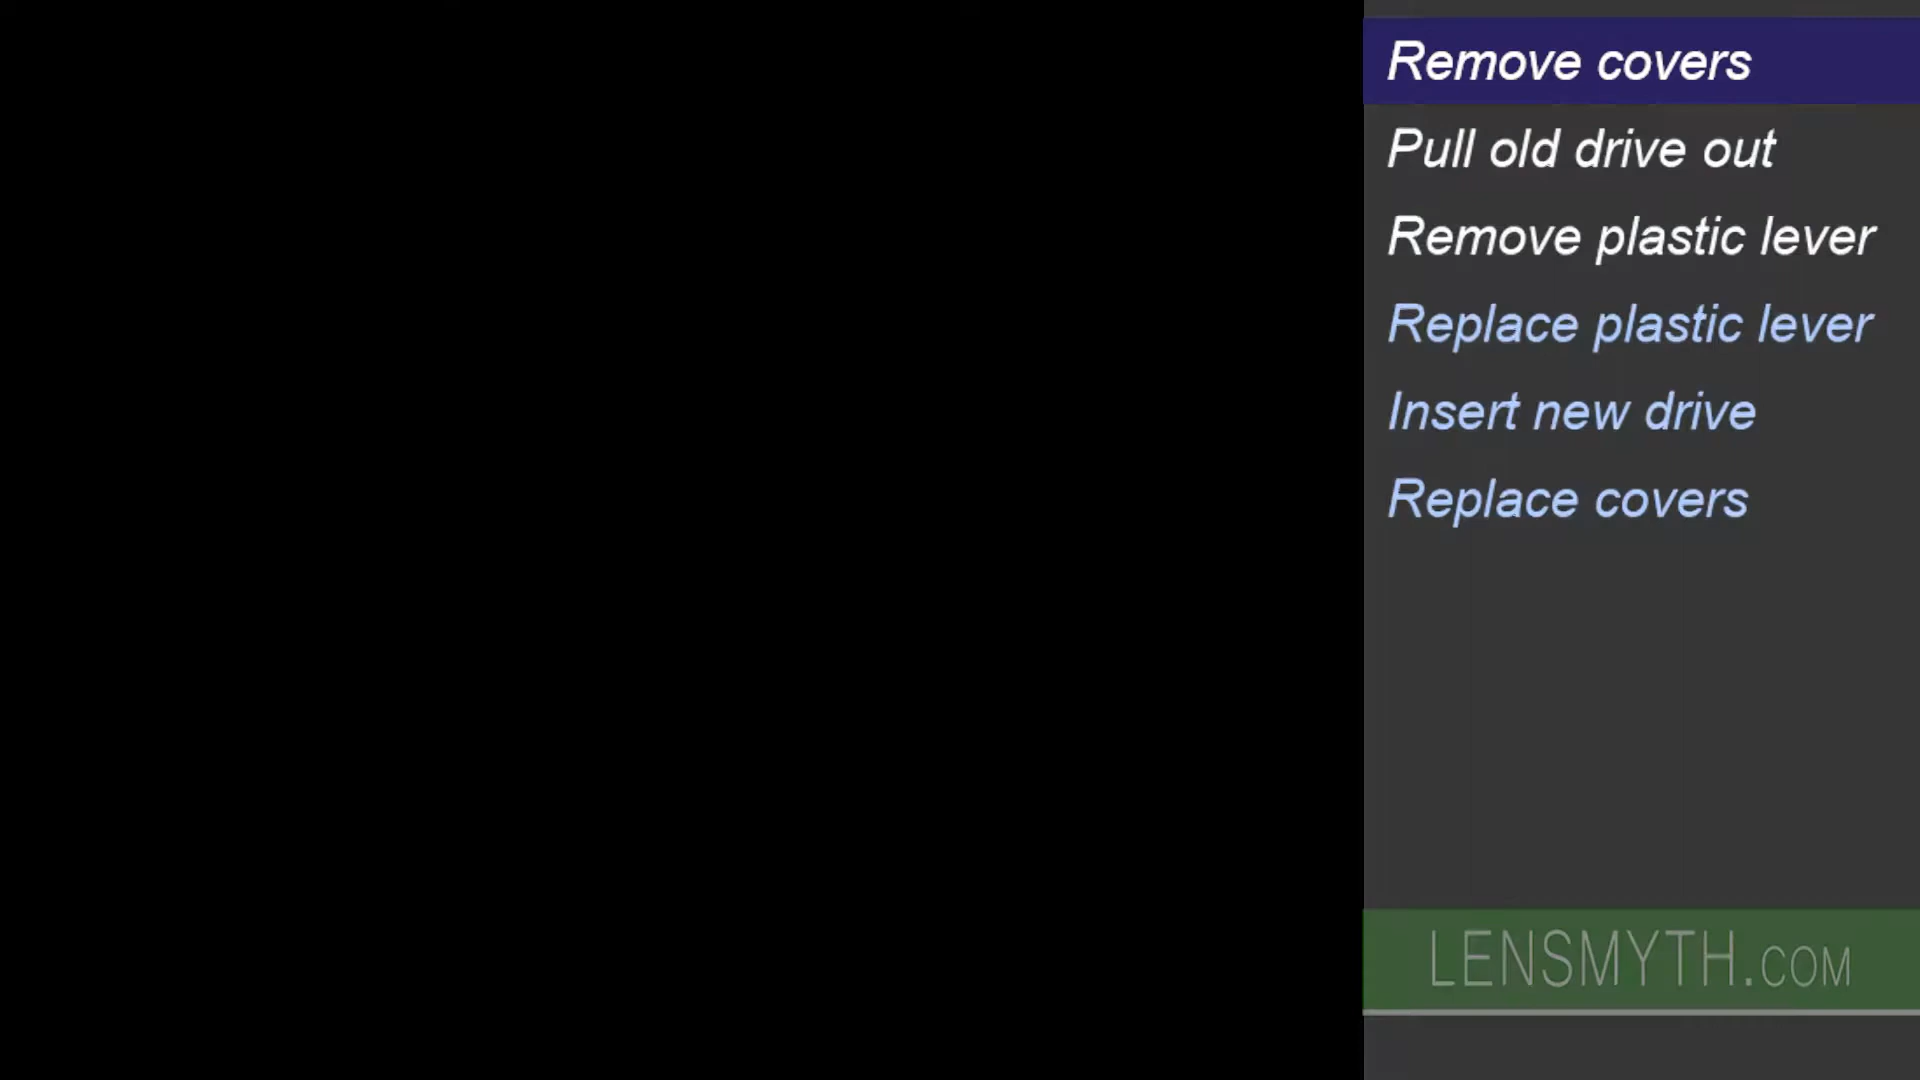 Remove covers
Pull old drive out
Remove plastic lever
Replace plastic lever
Insert new drive
Replace covers
LENSMYTH.COM